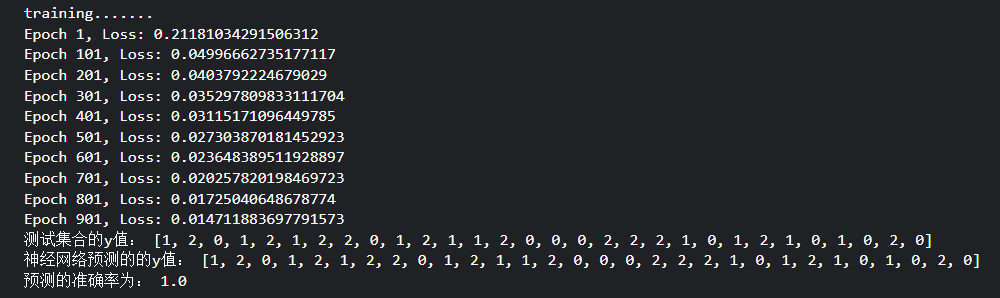 training.......
Epoch 1, Loss: 0.21181034291506312
Epoch 101, Loss: 0.04996662735177117
Epoch 201, Loss: 0.0403792224679029
Epoch 301, Loss: 0.035297809833111704
Epoch 401, Loss: 0.03115171096449785
Epoch 501, Loss: 0.027303870181452923
Epoch 601, Loss: 0.023648389511928897
Epoch 701, Loss: 0.020257820198469723
Epoch 801, Loss: 0.01725040648678774
Epoch 901, Loss: 0.014711883697791573
测试集合的y值： [1, 2, 0, 1, 2, 1, 2, 2, 0, 1, 2, 1, 1, 2, 0, 0, 0, 2, 2, 2, 1, 0, 1, 2, 1, 0, 1, 0, 2, 0]
神经网络预测的的y值： [1, 2, 0, 1, 2, 1, 2, 2, 0, 1, 2, 1, 1, 2, 0, 0, 0, 2, 2, 2, 1, 0, 1, 2, 1, 0, 1, 0, 2, 0]
预测的准确率为： 1.0